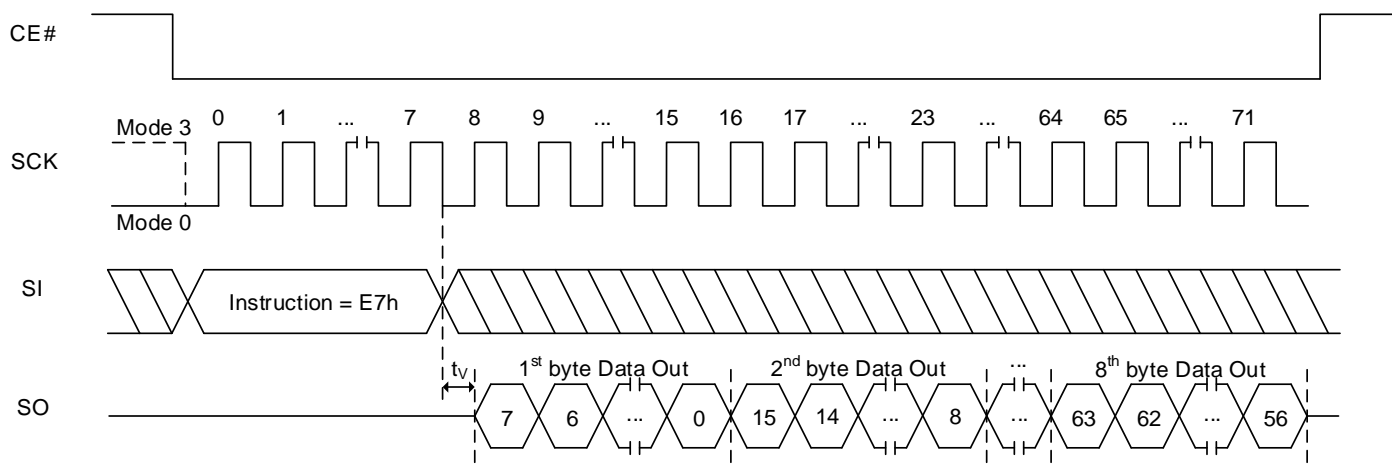 CE#
0 1 ... 7 8 9 ... 15 16 17 ... 23 ... 64 65 ... 71
Mode 3
SCK
Mode 0
SI
Instruction = E7h
tV 1st byte Data Out 2nd byte Data Out ... 8th byte Data Out
SO
7 6 ... 0 15 14 ... 8 ... 63 62 ... 56